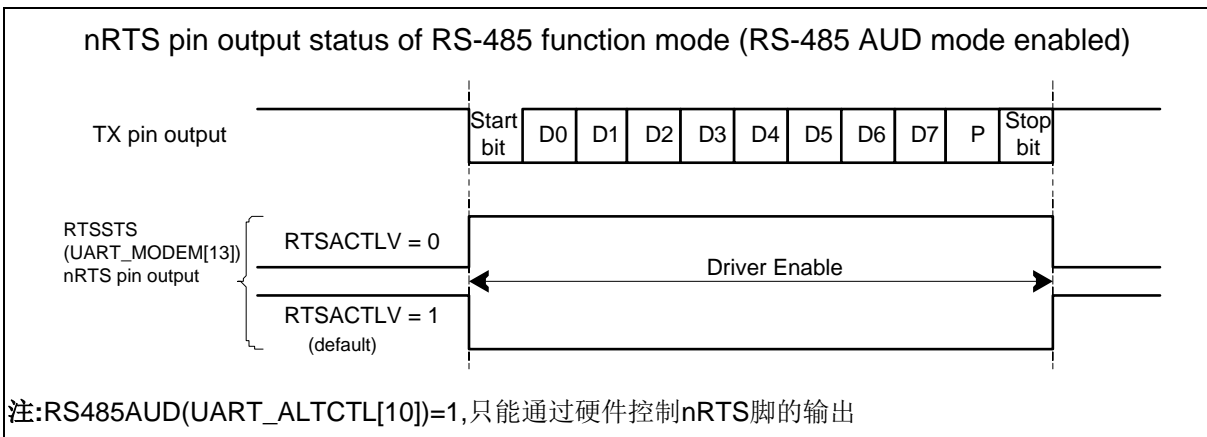 nRTS pin output status of RS-485 function mode (RS-485 AUD mode enabled)
TX pin output
Start bit
D0
D1
D2
D3
D4
D5
D6
D7
P
Stop bit
RTSSTS
(UART_MODEM[13])
nRTS pin output
RTSACTLV = 0
Driver Enable
RTSACTLV = 1
(default)
注:RS485AUD(UART_ALTCTL[10])=1,只能通过硬件控制nRTS脚的输出